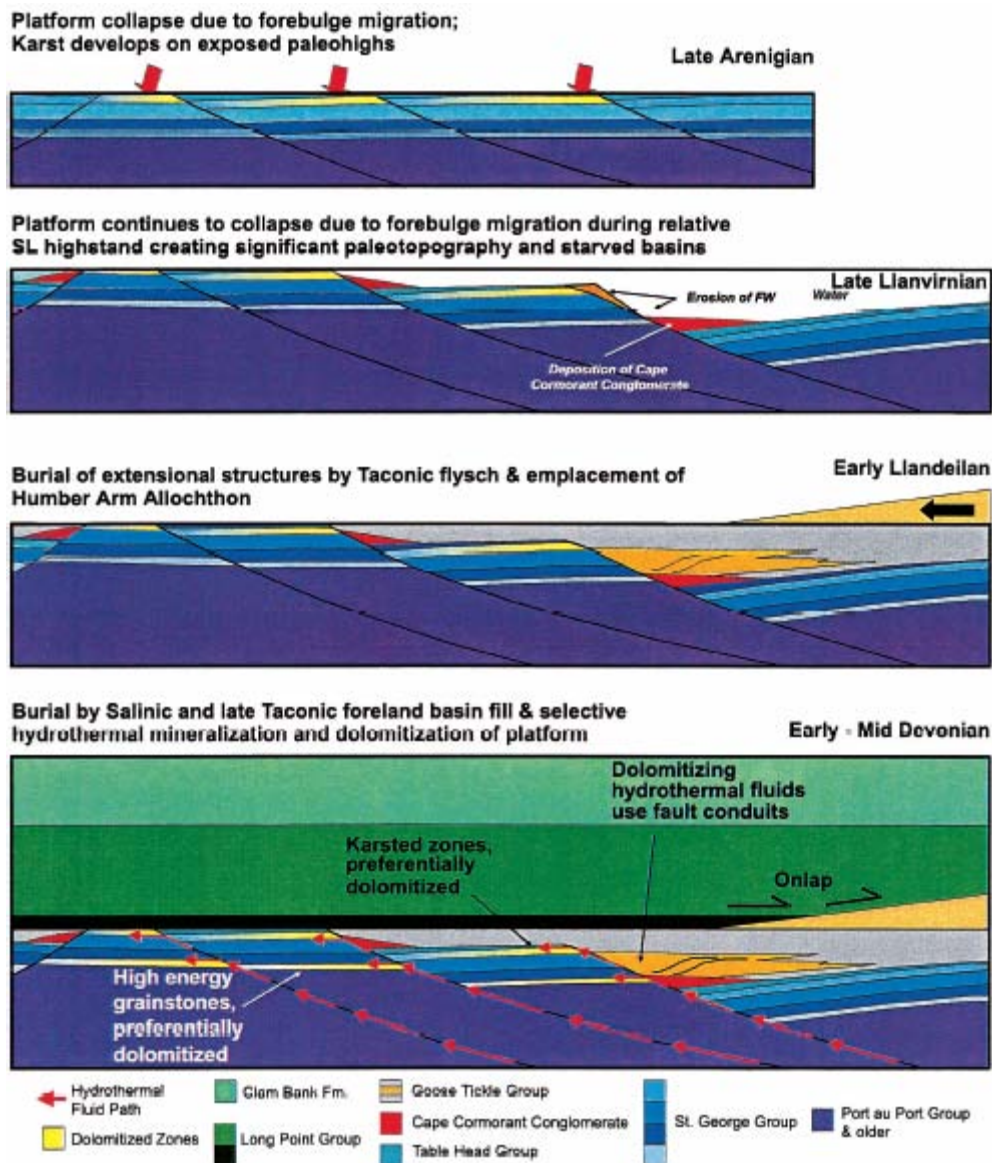 Platform collapse due to forebulge migration;
Karst develops on exposed paleohighs
Late Arenigian
Platform continues to collapse due to forebulge migration during relative
SL highstand creating significant paleotopography and starved basins
Late Llanvirnian
Erosion of FW
Water
Deposition of Cape
Cormorant Conglomerate
Burial of extensional structures by Taconic flysch & emplacement of
Humber Arm Allochthon
Early Llandeilan
Burial by Salinic and late Taconic foreland basin fill & selective
hydrothermal mineralization and dolomitization of platform
Early - Mid Devonian
Dolomitizing
hydrothermal fluids
use fault conduits
Karsted zones,
preferentially
dolomitized
Onlap
High energy
grainstones,
preferentially
dolomitized
Hydrothermal
Fluid Path
Dolomitized Zones
Clam Bank Fm.
Long Point Group
Goose Tickle Group
Cape Cormorant Conglomerate
Table Head Group
St. George Group
Port au Port Group
& older